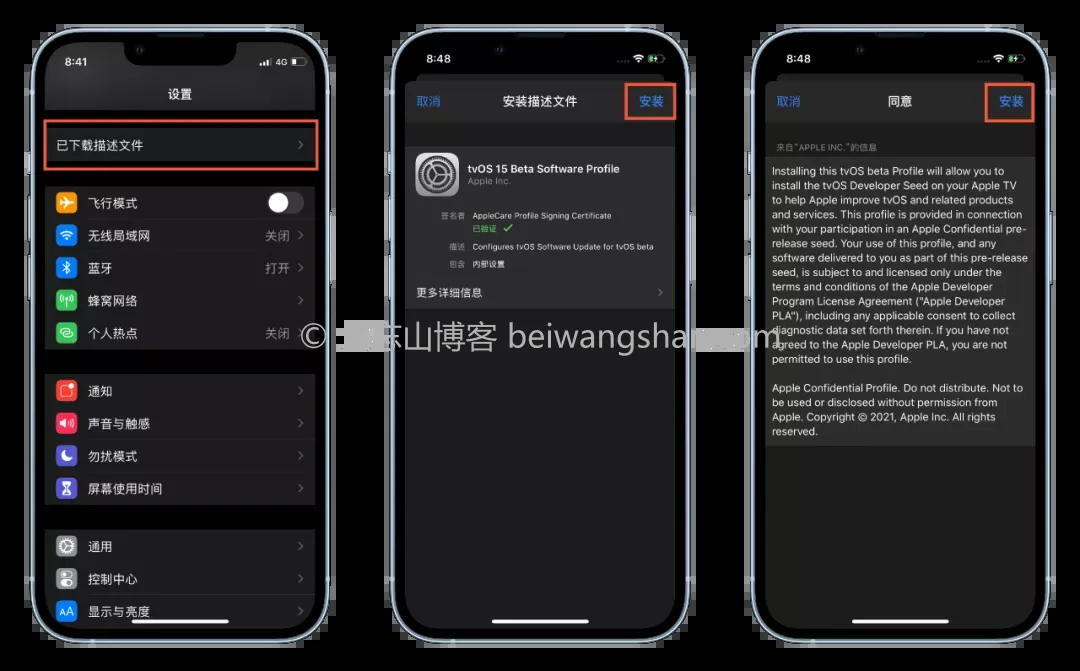 8:41
4G
设置
已下载描述文件
飞行模式
无线局域网 关闭
蓝牙 打开
蜂窝网络
个人热点 关闭
通知
声音与触感
勿扰模式
屏幕使用时间
通用
控制中心
AA 显示与亮度
8:48
取消 安装描述文件 安装
tvOS 15 Beta Software Profile
Apple Inc.
签名者 AppleCare Profile Signing Certificate
已验证
描述 Configures tvOS Software Update for tvOS beta
包含 内部设置
更多详细信息
8:48
取消 同意 安装
来自“APPLE INC.”的信息
Installing this tvOS beta Profile will allow you to
install the tvOS Developer Seed on your Apple TV
to help Apple improve tvOS and related products
and services. This profile is provided in connection
with your participation in an Apple Confidential pre-
release seed. Your use of this profile, and any
software delivered to you as part of this pre-release
seed, is subject to and licensed only under the
terms and conditions of the Apple Developer
Program License Agreement ("Apple Developer
PLA"), including any applicable consent to collect
diagnostic data set forth therein. If you have not
agreed to the Apple Developer PLA, you are not
permitted to use this profile.
Apple Confidential Profile. Do not distribute. Not to
be used or disclosed without permission from
Apple. Copyright © 2021, Apple Inc. All rights
reserved.
© 山博客